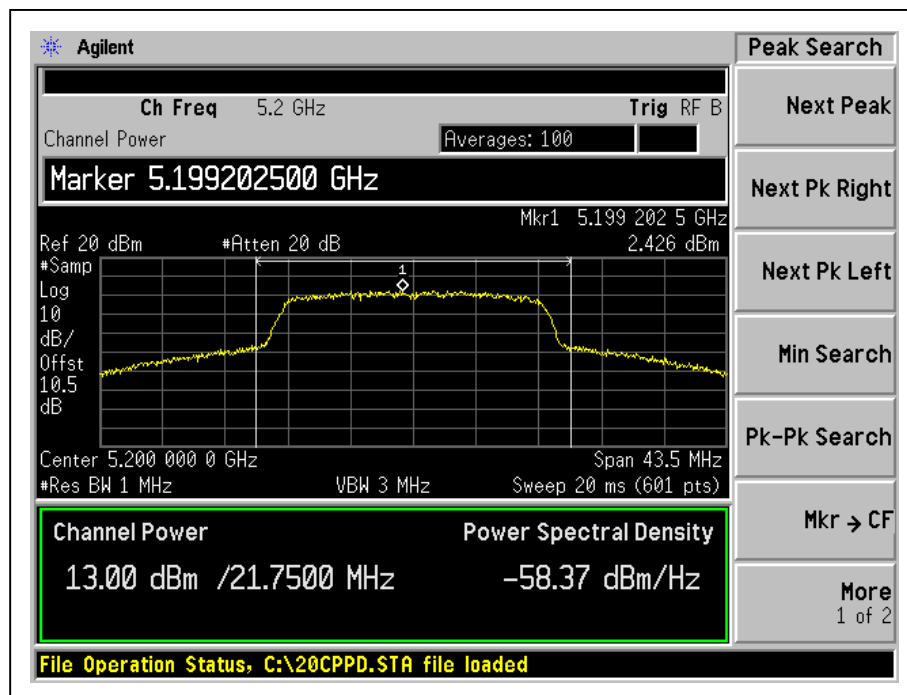 Agilent
Peak Search
Ch Freq 5.2 GHz Trig RF B
Channel Power Averages: 100
Marker 5.199202500 GHz
Mkr1 5.199 202 5 GHz
Ref 20 dBm #Atten 20 dB 2.426 dBm
#Samp
Log
10
dB/
Offst
10.5
dB
1
Center 5.200 000 0 GHz Span 43.5 MHz
#Res BW 1 MHz VBW 3 MHz Sweep 20 ms (601 pts)
Channel Power Power Spectral Density
13.00 dBm /21.7500 MHz -58.37 dBm/Hz
File Operation Status, C:\20CPPD.STA file loaded
Next Peak
Next Pk Right
Next Pk Left
Min Search
Pk-Pk Search
Mkr → CF
More
1 of 2